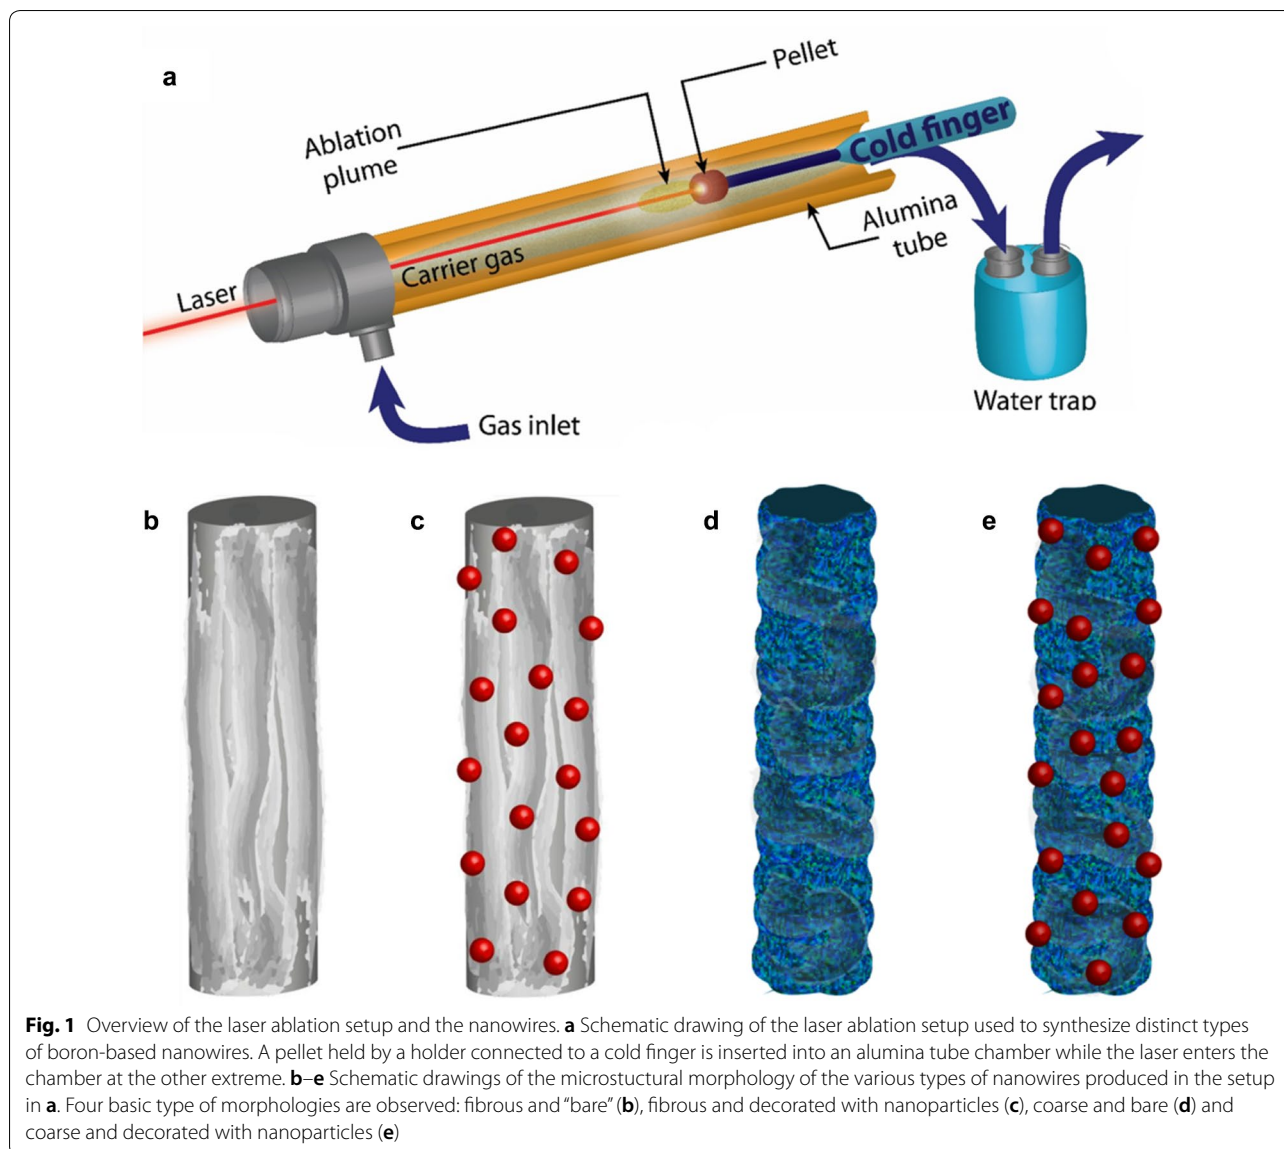 a
Pellet
Ablation
plume
Cold finger
Alumina
tube
Carrier gas
Laser
Water trap
Gas inlet
b
c
d
e
Fig. 1 Overview of the laser ablation setup and the nanowires. a Schematic drawing of the laser ablation setup used to synthesize distinct types
of boron-based nanowires. A pellet held by a holder connected to a cold finger is inserted into an alumina tube chamber while the laser enters the
chamber at the other extreme. b–e Schematic drawings of the microstuctural morphology of the various types of nanowires produced in the setup
in a. Four basic type of morphologies are observed: fibrous and “bare” (b), fibrous and decorated with nanoparticles (c), coarse and bare (d) and
coarse and decorated with nanoparticles (e)